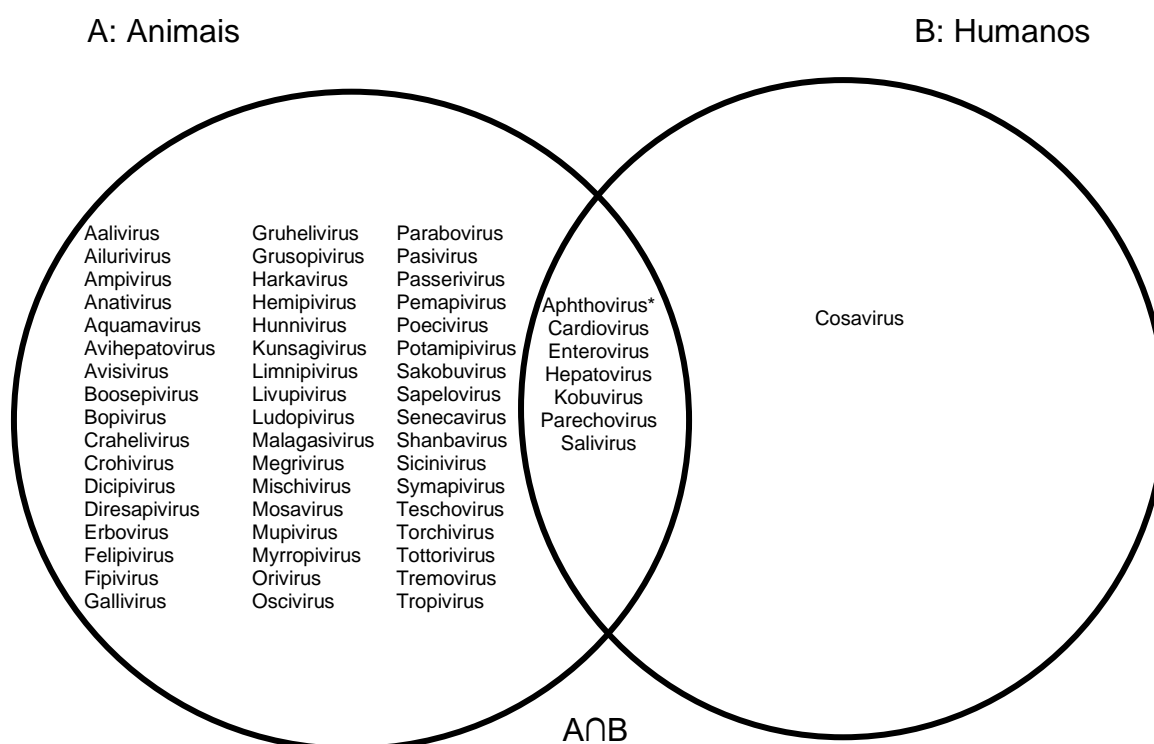 A: Animais
B: Humanos
Aalivirus
Ailurivirus
Ampivirus
Anativirus
Aquamavirus
Avihepatovirus
Avisivirus
Boosepivirus
Bopivirus
Crahelivirus
Crohivirus
Dicipivirus
Diresapivirus
Erbovirus
Felipivirus
Fipivirus
Gallivirus
Gruhelivirus
Grusopivirus
Harkavirus
Hemipivirus
Hunnivirus
Kunsagivirus
Limnipivirus
Livupivirus
Ludopivirus
Malagasivirus
Megrivirus
Mischivirus
Mosavirus
Mupivirus
Myrropivirus
Orivirus
Oscivirus
Parabovirus
Pasivirus
Passerivirus
Pemapivirus
Poecivirus
Potamipivirus
Sakobuvirus
Sapelovirus
Senecavirus
Shanbavirus
Sicinivirus
Symapivirus
Teschovirus
Torchivirus
Tottorivirus
Tremovirus
Tropivirus
Aphthovirus*
Cardiovirus
Enterovirus
Hepatovirus
Kobuvirus
Parechovirus
Salivirus
Cosavirus
A∩B